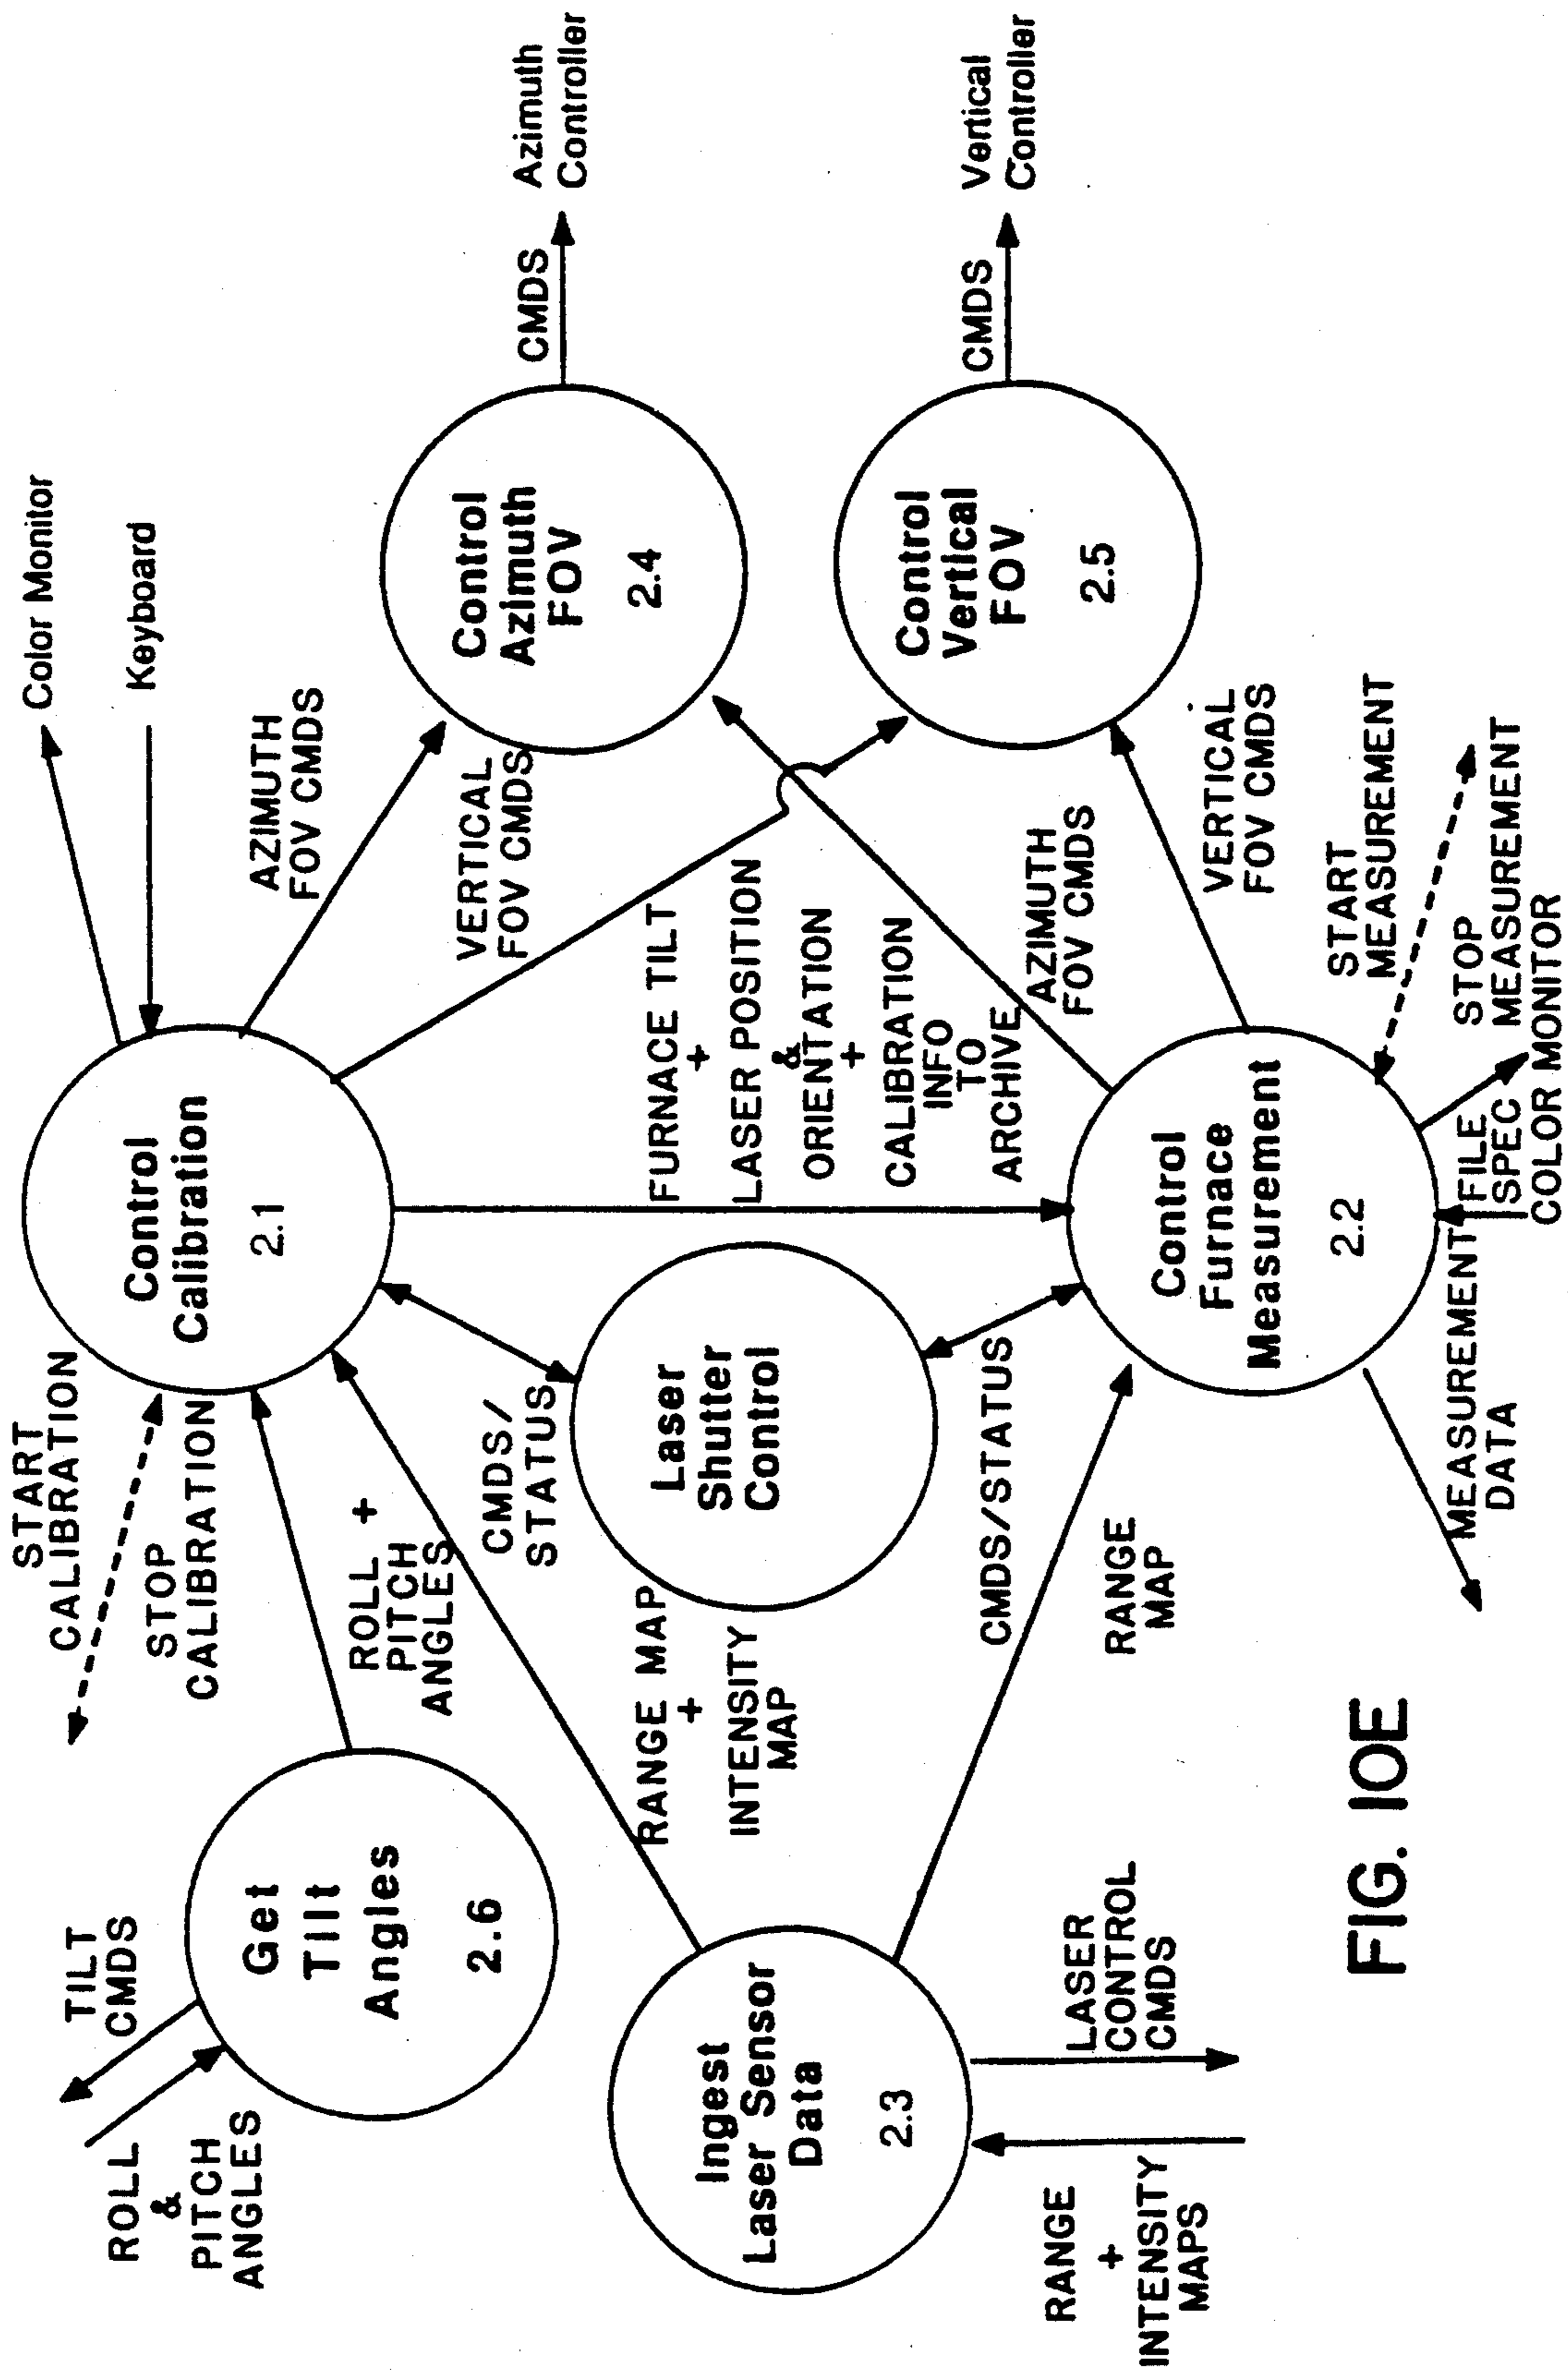 ROLL
&
PITCH
ANGLES
TILT
CMDS
Get
Tilt
Angles
2.6
START
CALIBRATION
STOP
CALIBRATION
ROLL +
PITCH
ANGLES
Control
Calibration
2.1
Color Monitor
Keyboard
AZIMUTH
FOV CMDS
VERTICAL
FOV CMDS
Control
Azimuth
FOV
2.4
CMDS
Azimuth
Controller
CMDS/
STATUS
Laser
Shutter
Control
RANGE MAP
+
INTENSITY
MAP
FURNACE TILT
+
LASER POSITION
&
ORIENTATION
+
CALIBRATION
INFO
TO
ARCHIVE
Control
Vertical
FOV
2.5
CMDS
Vertical
Controller
Ingest
Laser Sensor
Data
2.3
RANGE
+
INTENSITY
MAPS
LASER
CONTROL
CMDS
CMDS/STATUS
RANGE
MAP
Control
Furnace
Measurement
2.2
AZIMUTH
FOV CMDS
VERTICAL
FOV CMDS
START
MEASUREMENT
STOP
MEASUREMENT
MEASUREMENT
DATA
FILE
SPEC
COLOR MONITOR
FIG. 10E